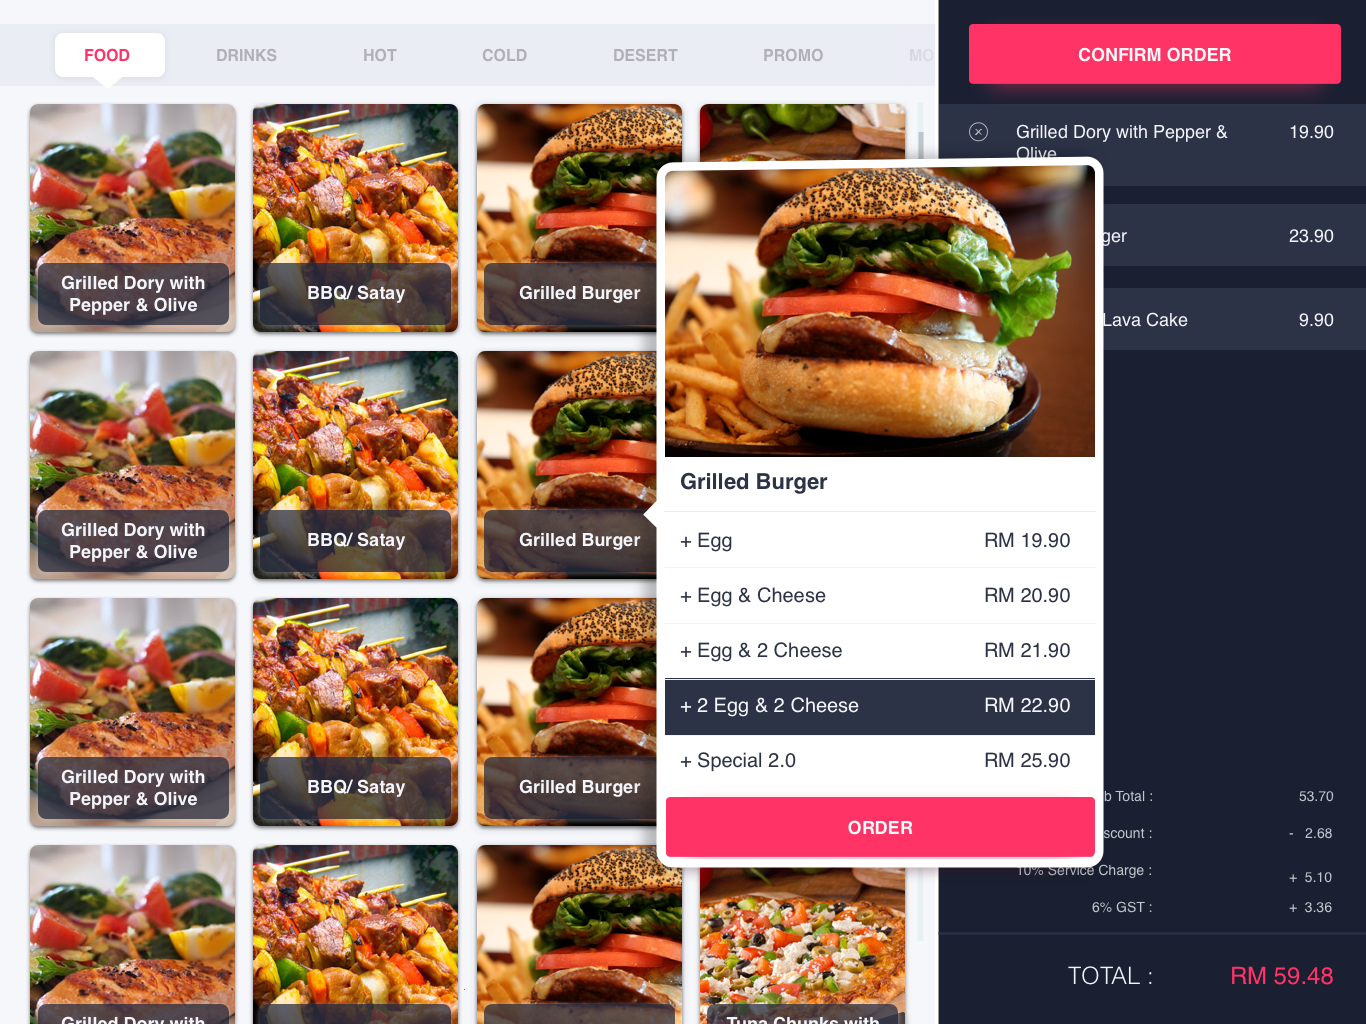 FOOD
DRINKS
HOT
COLD
DESERT
PROMO
MO
CONFIRM ORDER
Grilled Dory with Pepper &
Olive
19.90
ger
23.90
Lava Cake
9.90
Grilled Dory with
Pepper & Olive
BBQ/ Satay
Grilled Burger
Grilled Dory with
Pepper & Olive
BBQ/ Satay
Grilled Burger
Grilled Dory with
Pepper & Olive
BBQ/ Satay
Grilled Burger
Grilled Dory with
Tuna Chunks with
Grilled Burger
+ Egg RM 19.90
+ Egg & Cheese RM 20.90
+ Egg & 2 Cheese RM 21.90
+ 2 Egg & 2 Cheese RM 22.90
+ Special 2.0 RM 25.90
ORDER
b Total : 53.70
scount : - 2.68
10% Service Charge : + 5.10
6% GST : + 3.36
TOTAL : RM 59.48